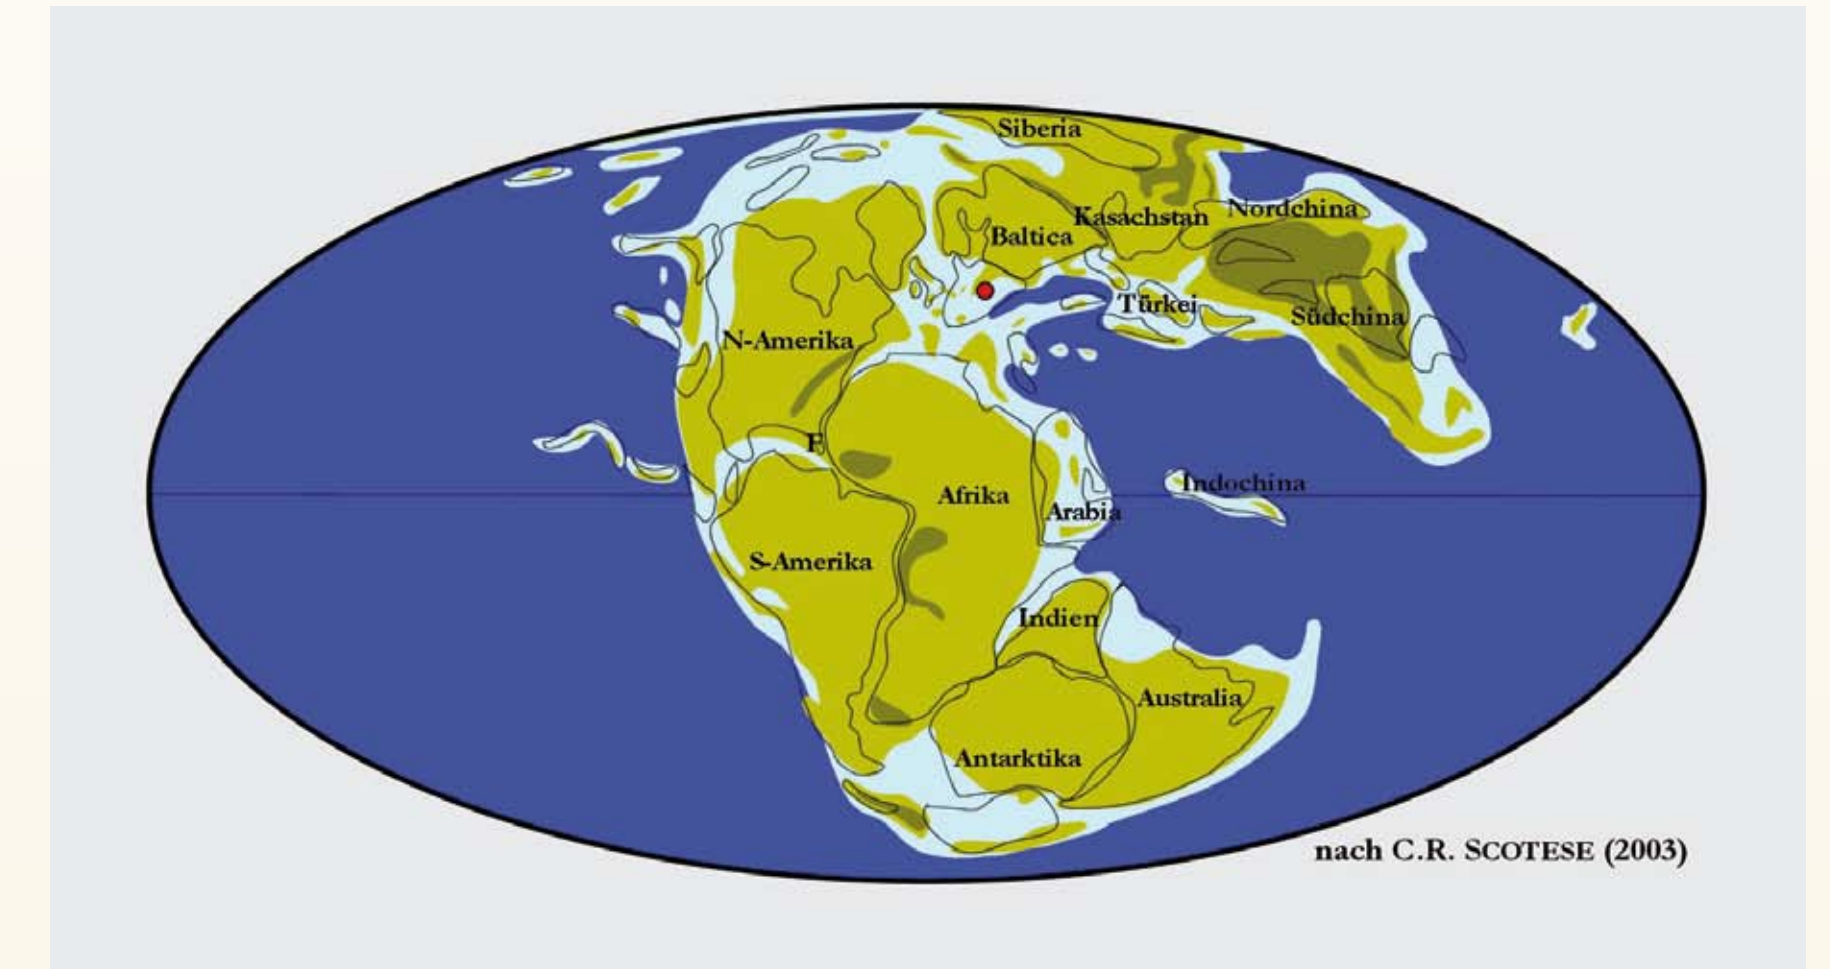 Siberia
Kasachstan
Nordchina
Baltica
Türkei
Südchina
N-Amerika
F
Indochina
Afrika
Arabia
S-Amerika
Indien
Australia
Antarktika
nach C.R. SCOTESE (2003)